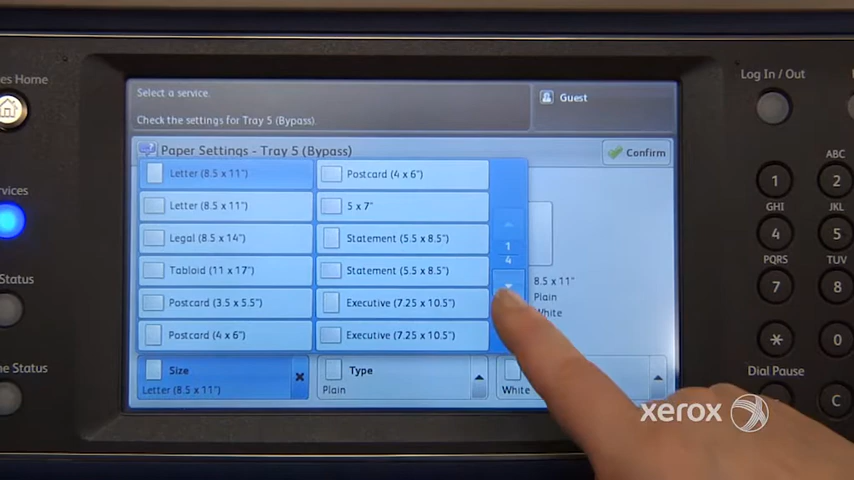 es Home
Log In / Out
Select a service.
Guest
Check the settings for Tray 5 (Bypass).
Paper Settings - Tray 5 (Bypass)
Confirm
Letter (8.5 x 11")
Postcard (4 x 6")
Letter (8.5 x 11")
5 x 7"
Legal (8.5 x 14")
Statement (5.5 x 8.5")
Tabloid (11 x 17")
Statement (5.5 x 8.5")
Postcard (3.5 x 5.5")
Executive (7.25 x 10.5")
Postcard (4 x 6")
Executive (7.25 x 10.5")
1
4
8.5 x 11"
Plain
White
Size
Letter (8.5 x 11")
Type
Plain
White
rvices
Status
ne Status
ABC
1
2
GHI
JKL
4
5
PQRS
TUV
7
8
*
0
Dial Pause
C
xerox